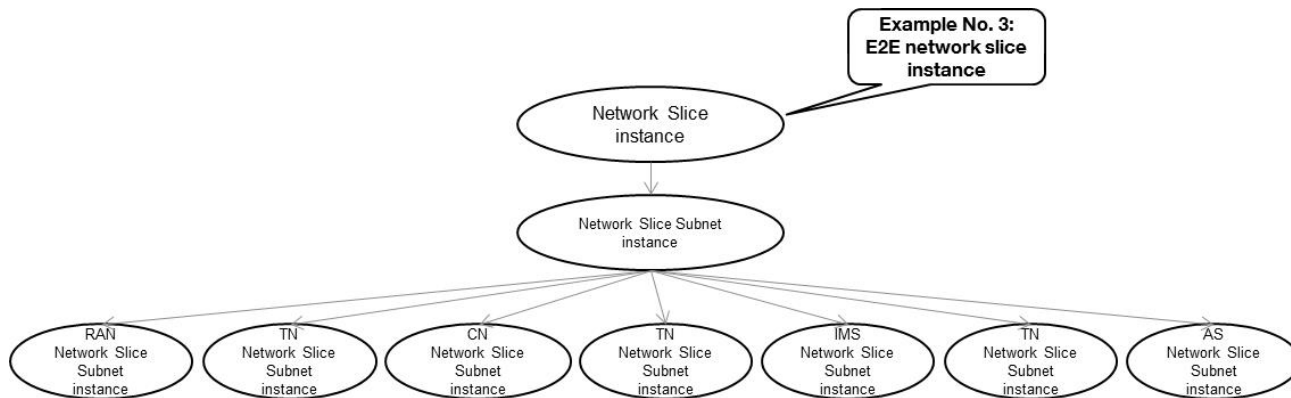 Example No. 3:
E2E network slice
instance
Network Slice
instance
Network Slice Subnet
instance
RAN
Network Slice
Subnet
instance
TN
Network Slice
Subnet
instance
CN
Network Slice
Subnet
instance
TN
Network Slice
Subnet
instance
IMS
Network Slice
Subnet
instance
TN
Network Slice
Subnet
instance
AS
Network Slice
Subnet
instance